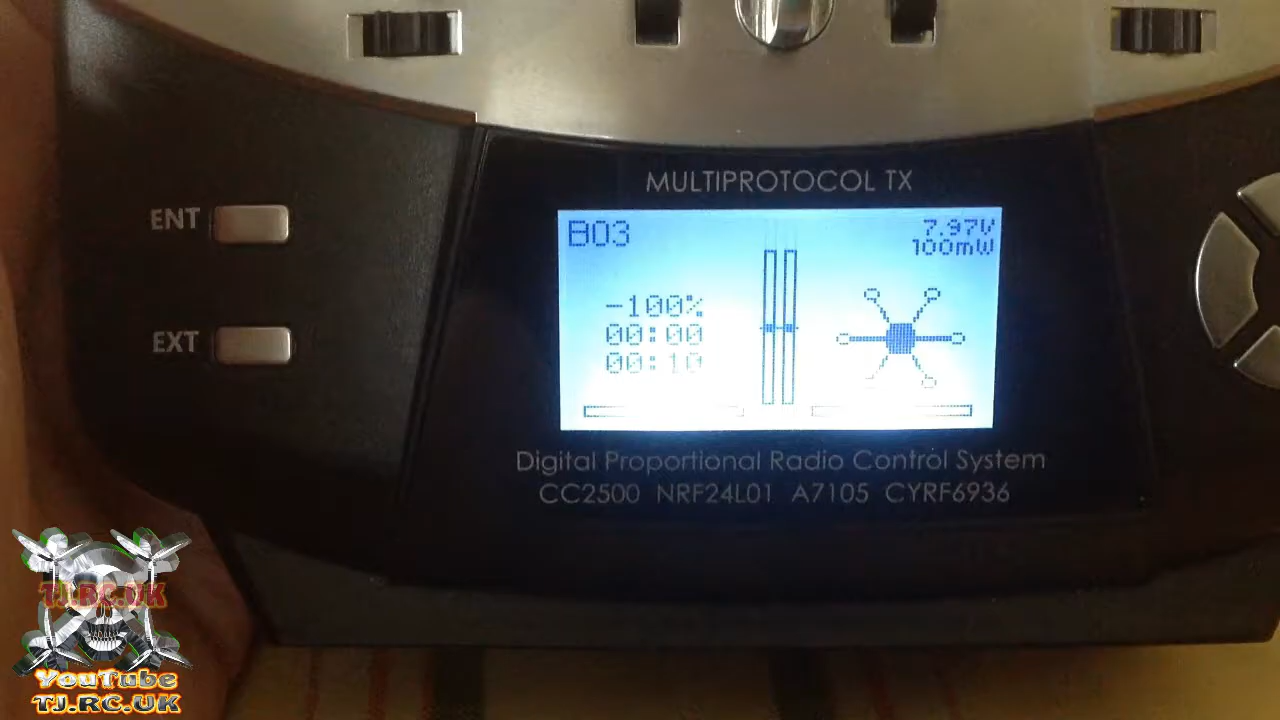 MULTIPROTOCOL TX
ENT
B03
7.97V
100mW
-100%
EXT
00:00
00:10
Digital Proportional Radio Control System
CC2500 NRF24L01 A7105 CYRF6936
TJ.RC.UK
YouTube
TJ.RC.UK